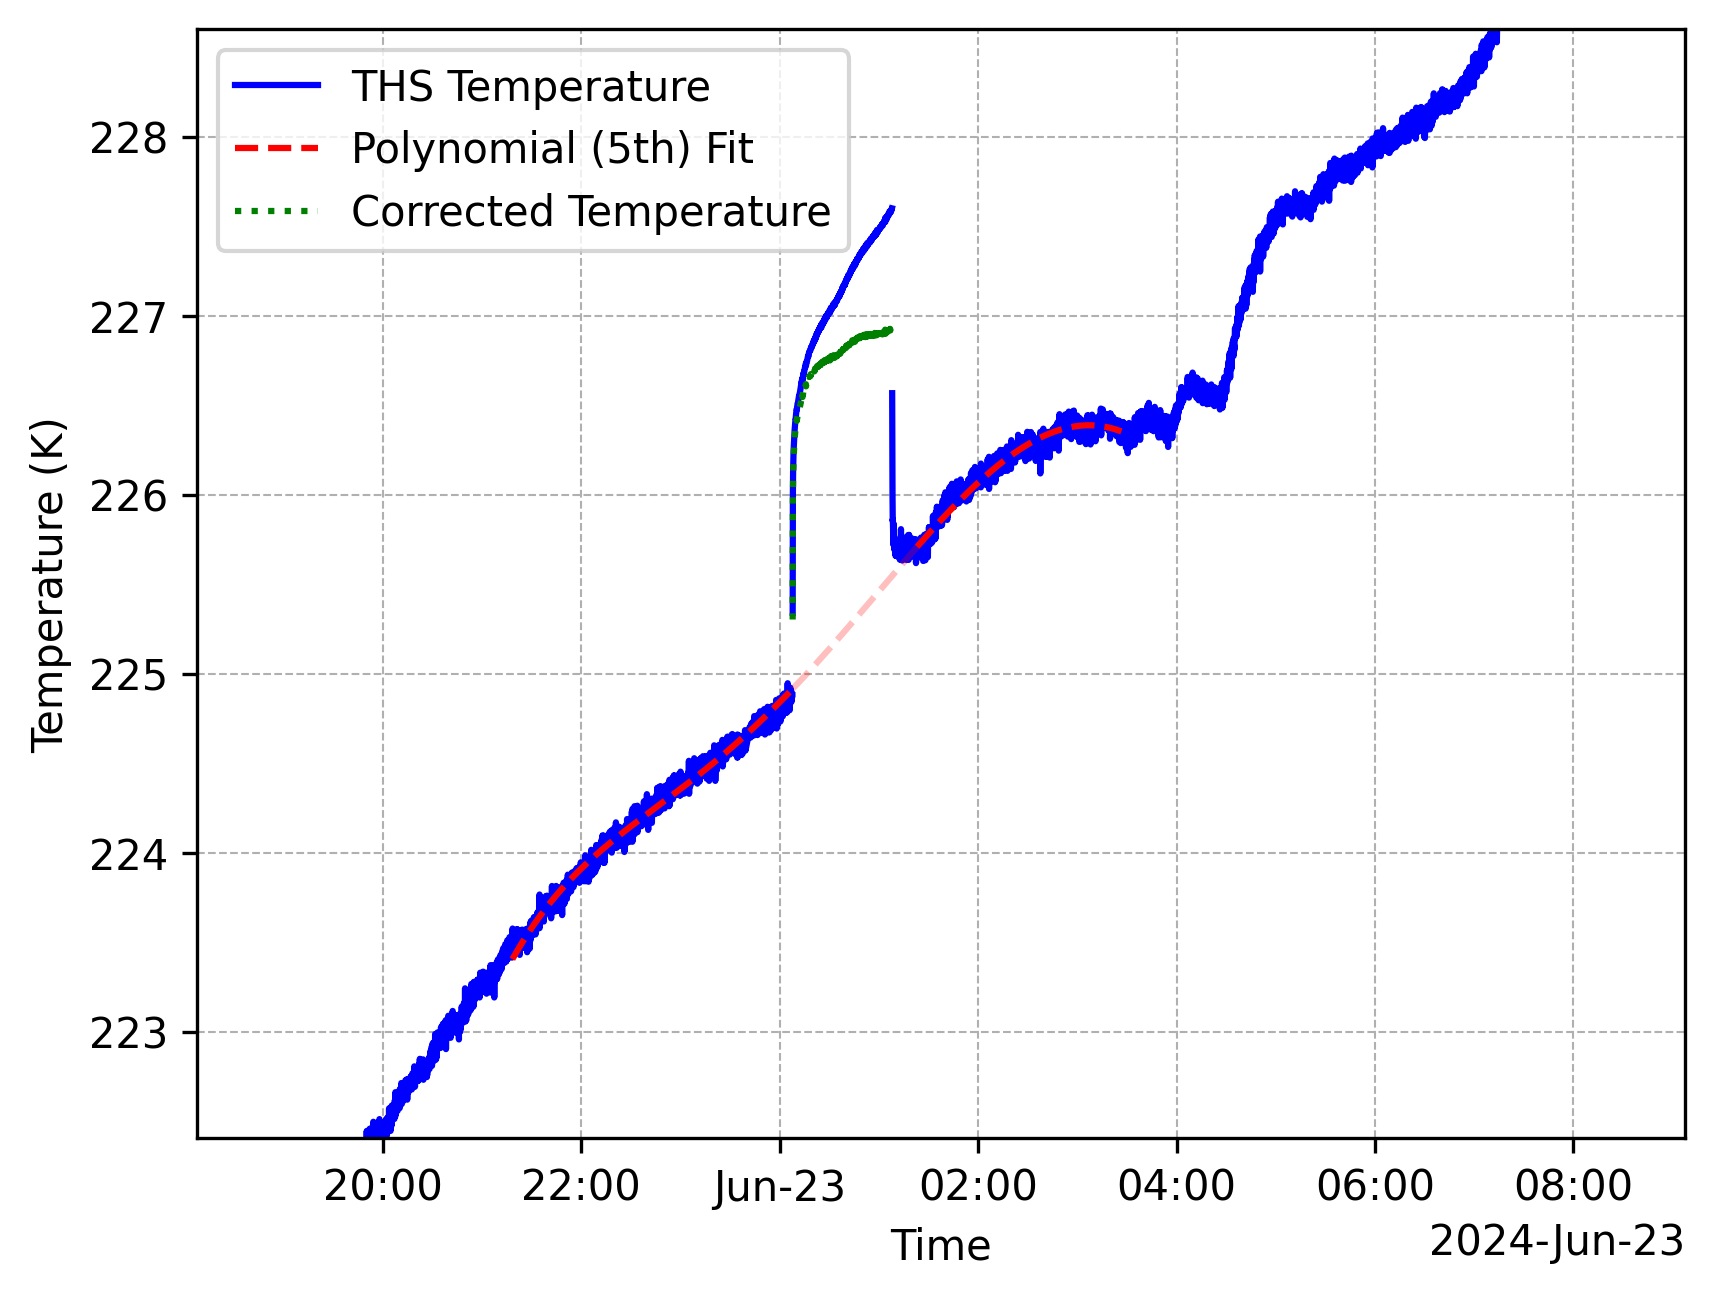 THS Temperature
Polynomial (5th) Fit
Corrected Temperature
228
227
226
225
224
223
Temperature (K)
20:00 22:00 Jun-23 02:00 04:00 06:00 08:00
Time
2024-Jun-23